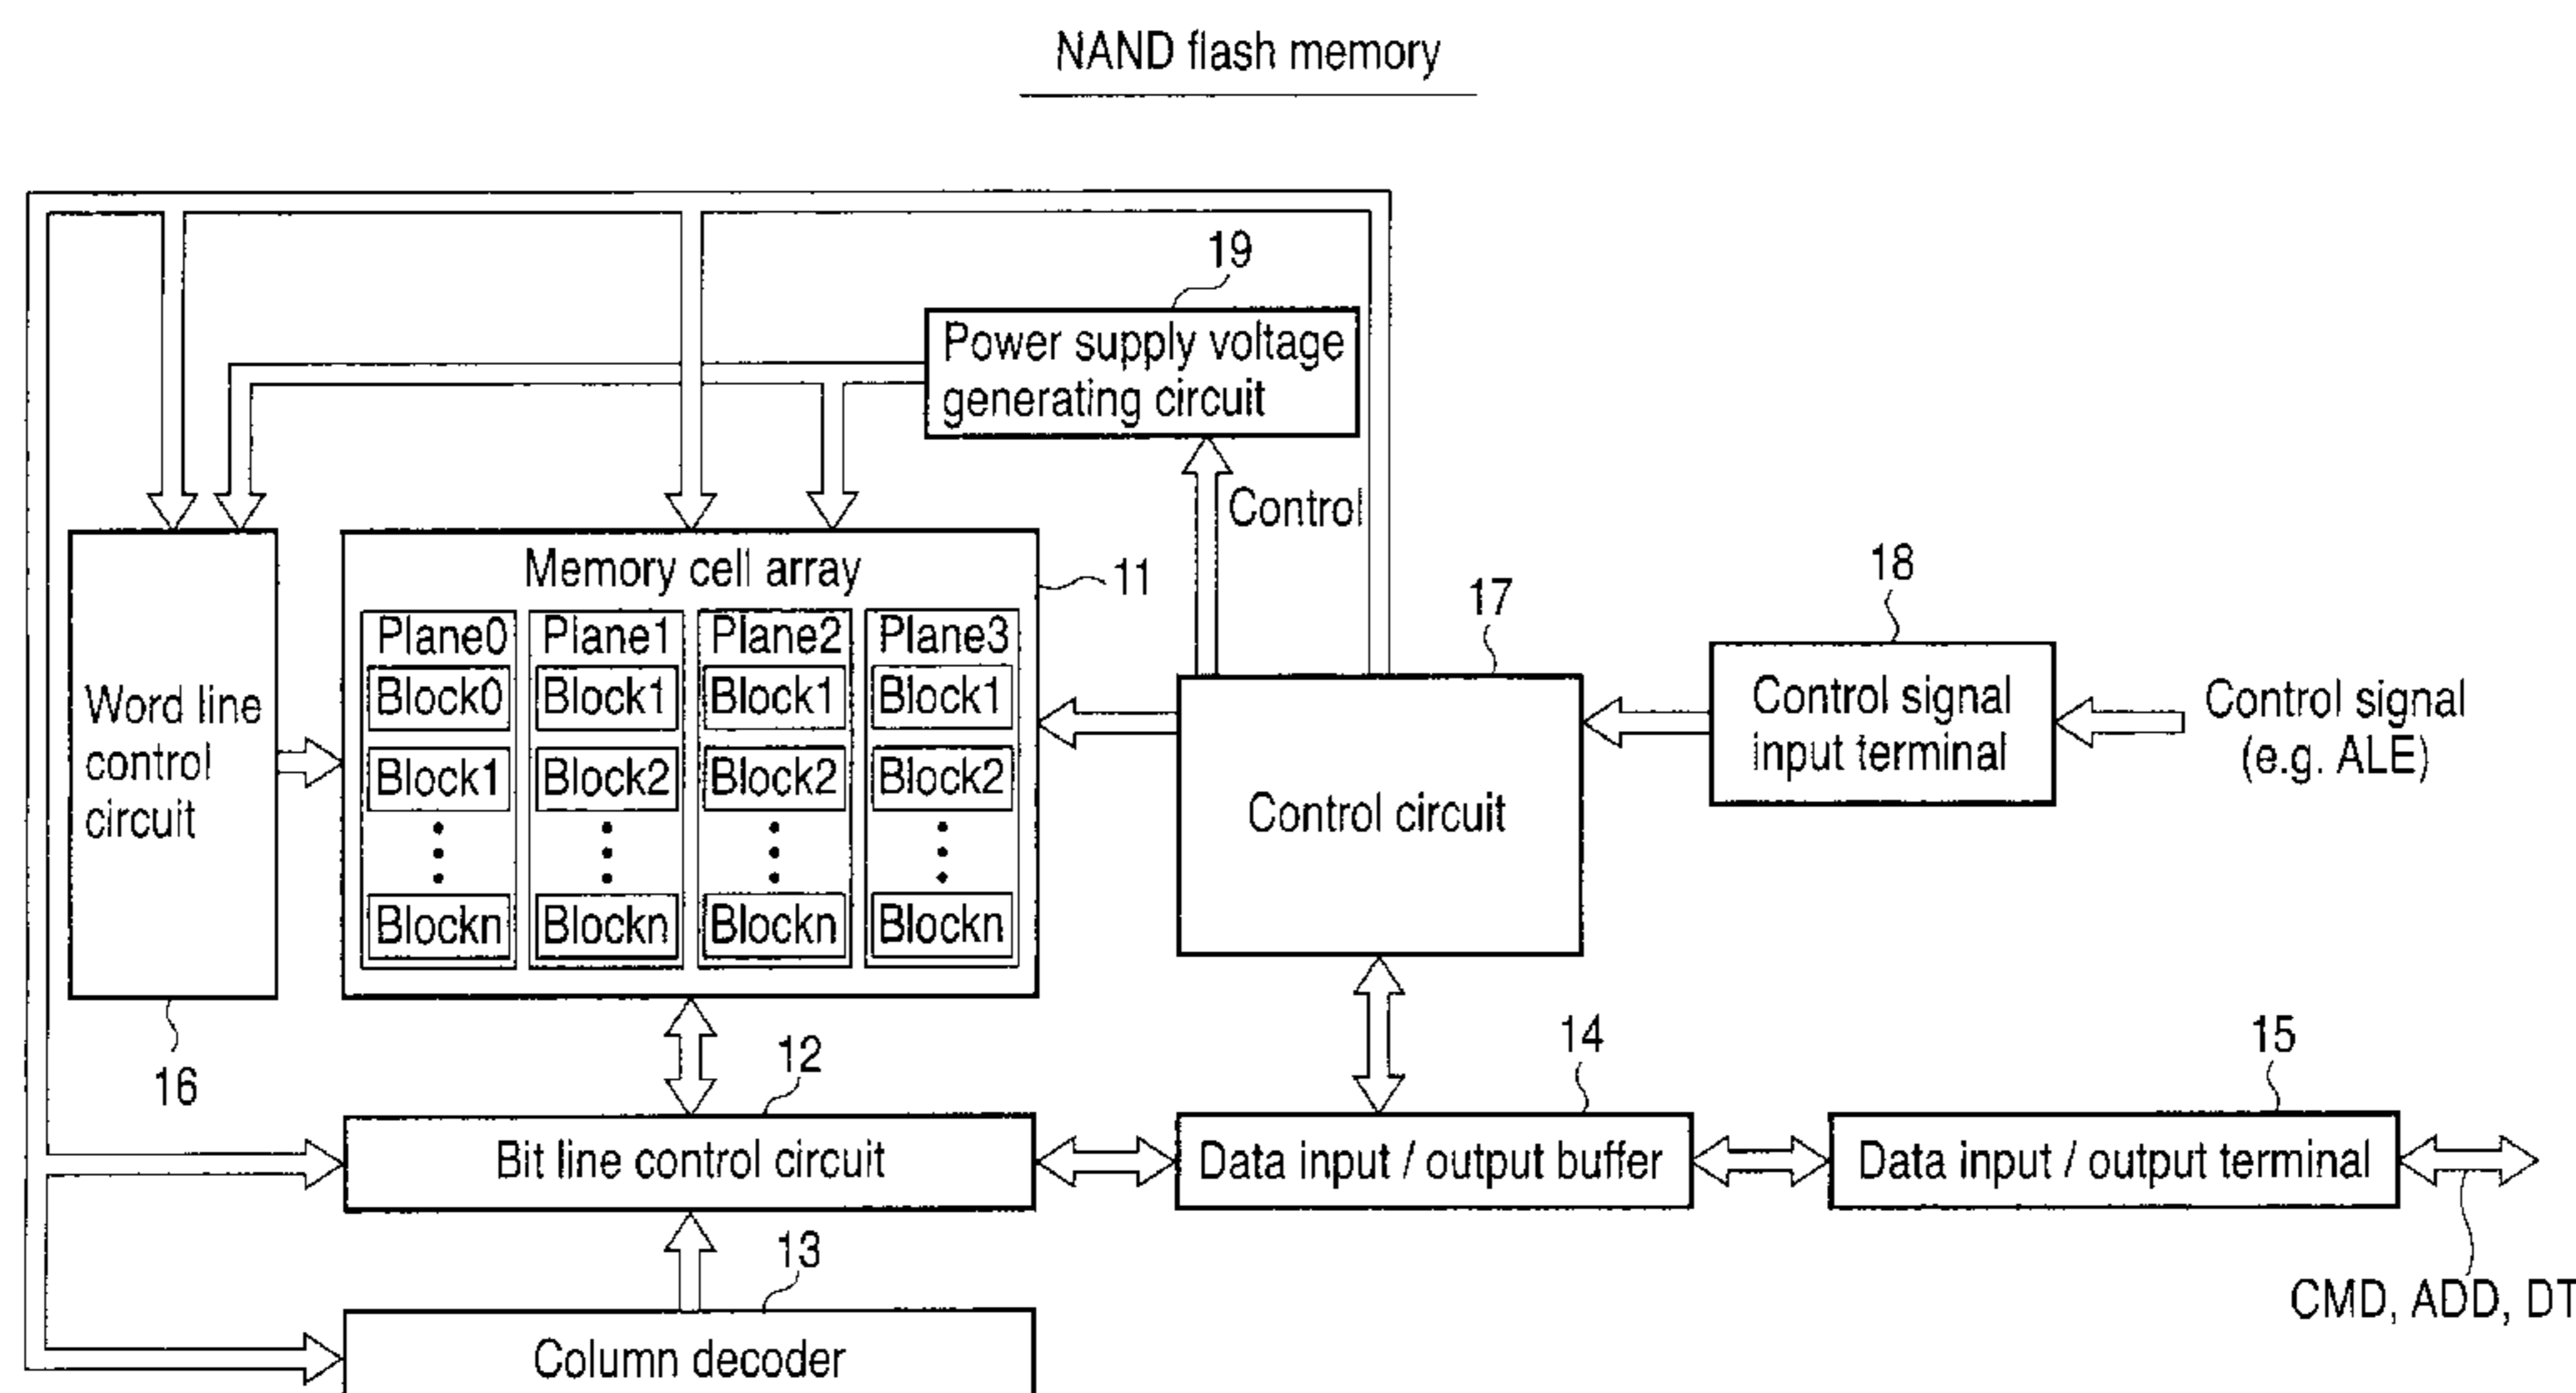 NAND flash memory
19
Power supply voltage
generating circuit
Control
Memory cell array
11
18
17
Plane0 Plane1 Plane2 Plane3
Block0 Block1 Block1 Block1
Block1 Block2 Block2 Block2
Blockn Blockn Blockn Blockn
Word line
control
circuit
Control circuit
Control signal
input terminal
Control signal
(e.g. ALE)
16
12
14
15
Bit line control circuit
Data input / output buffer
Data input / output terminal
13
CMD, ADD, DT
Column decoder